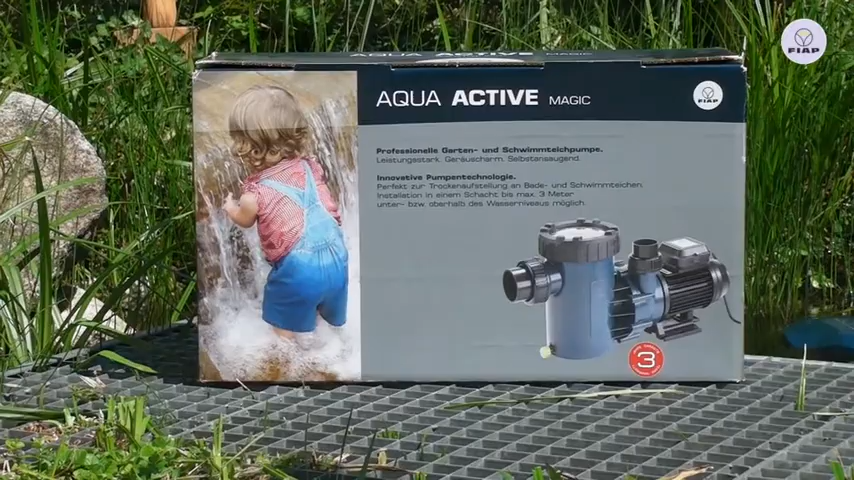 FIAP
AQUA ACTIVE MAGIC
AQUA ACTIVE MAGIC
FIAP
Professionelle Garten- und Schwimmteichpumpe.
Leistungsstark. Geräuscharm. Selbstansaugend.
Innovative Pumpentechnologie.
Perfekt zur Trockenaufstellung an Bade- und Schwimmteichen.
Installation in einem Schacht bis max. 3 Meter
unter- bzw. oberhalb des Wasserniveaus möglich.
3